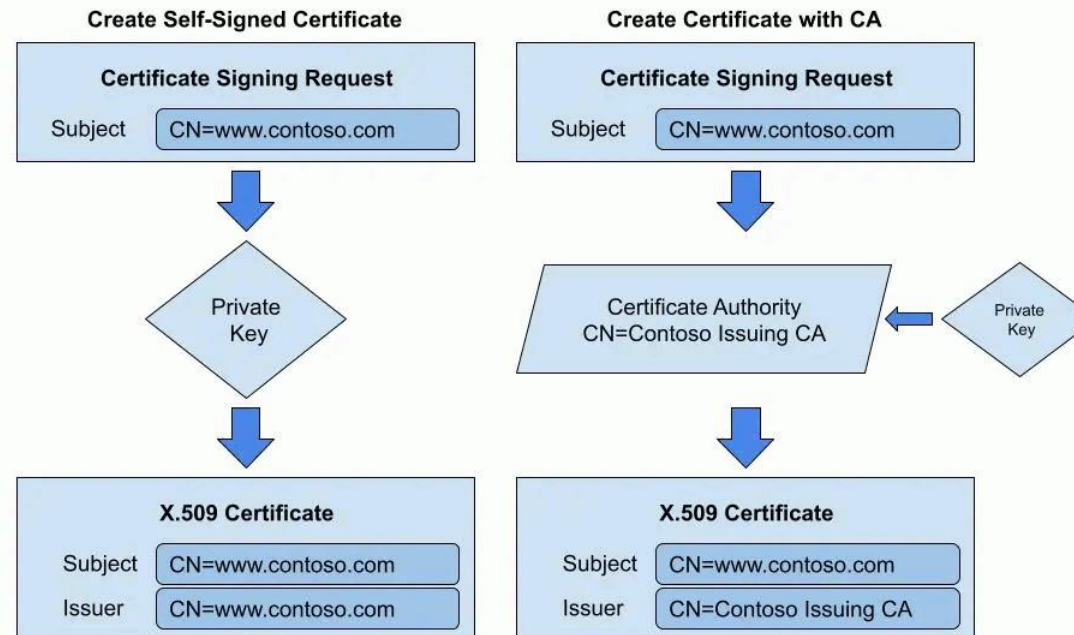 Create Self-Signed Certificate
Certificate Signing Request
Subject CN=www.contoso.com
Private
Key
X.509 Certificate
Subject CN=www.contoso.com
Issuer CN=www.contoso.com
Create Certificate with CA
Certificate Signing Request
Subject CN=www.contoso.com
Certificate Authority
CN=Contoso Issuing CA
Private
Key
X.509 Certificate
Subject CN=www.contoso.com
Issuer CN=Contoso Issuing CA